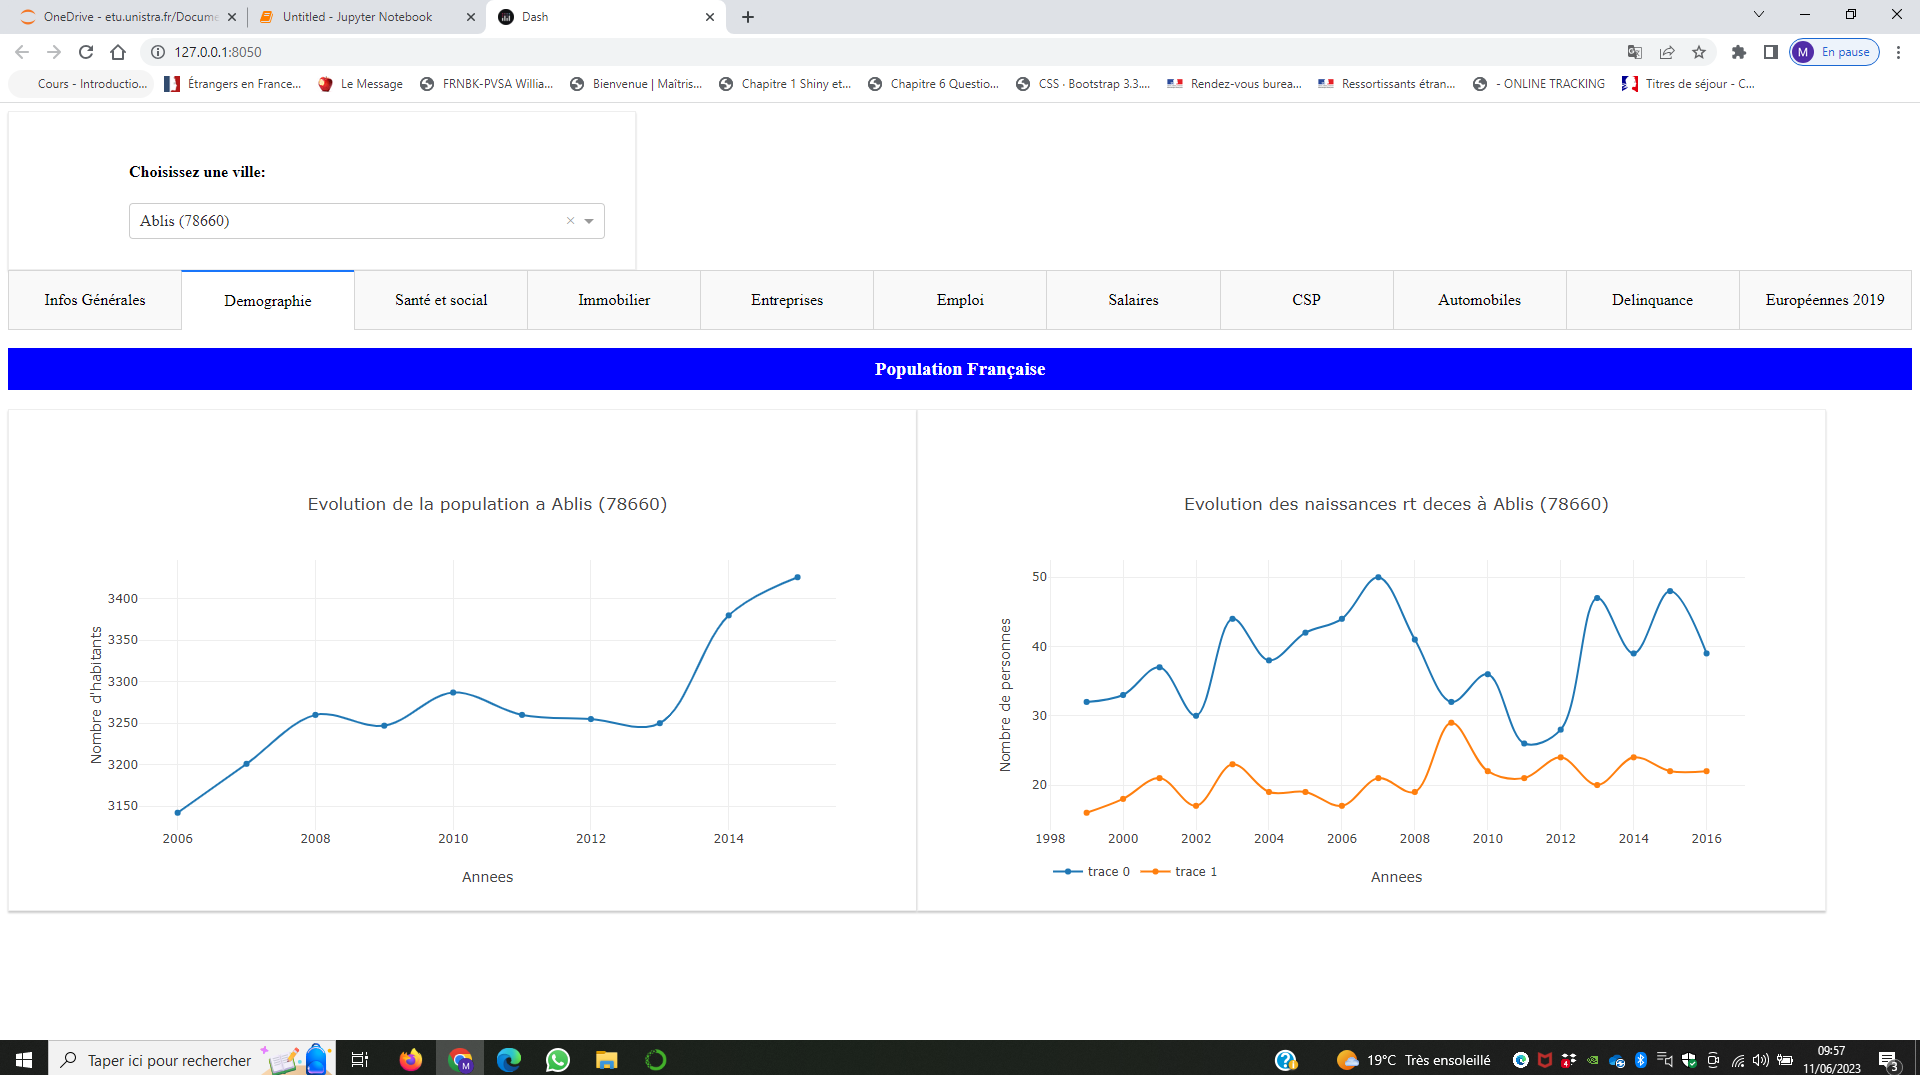 OneDrive - etu.unistra.fr/Docume
Untitled - Jupyter Notebook
Dash
127.0.0.1:8050
M
En pause
Cours - Introductio...
Étrangers en France...
Le Message
FRNBK-PVSA Willia...
Bienvenue | Maîtris...
Chapitre 1 Shiny et...
Chapitre 6 Questio...
CSS · Bootstrap 3.3....
Rendez-vous burea...
Ressortissants étran...
- ONLINE TRACKING
Titres de séjour - C...
Choisissez une ville:
Ablis (78660)
Infos Générales
Demographie
Santé et social
Immobilier
Entreprises
Emploi
Salaires
CSP
Automobiles
Delinquance
Européennes 2019
Population Française
Evolution de la population a Ablis (78660)
Nombre d'habitants
3400
3350
3300
3250
3200
3150
2006 2008 2010 2012 2014
Annees
Evolution des naissances rt deces à Ablis (78660)
Nombre de personnes
50
40
30
20
1998 2000 2002 2004 2006 2008 2010 2012 2014 2016
trace 0 trace 1
Annees
Taper ici pour rechercher
19°C Très ensoleillé
09:57
11/06/2023
3